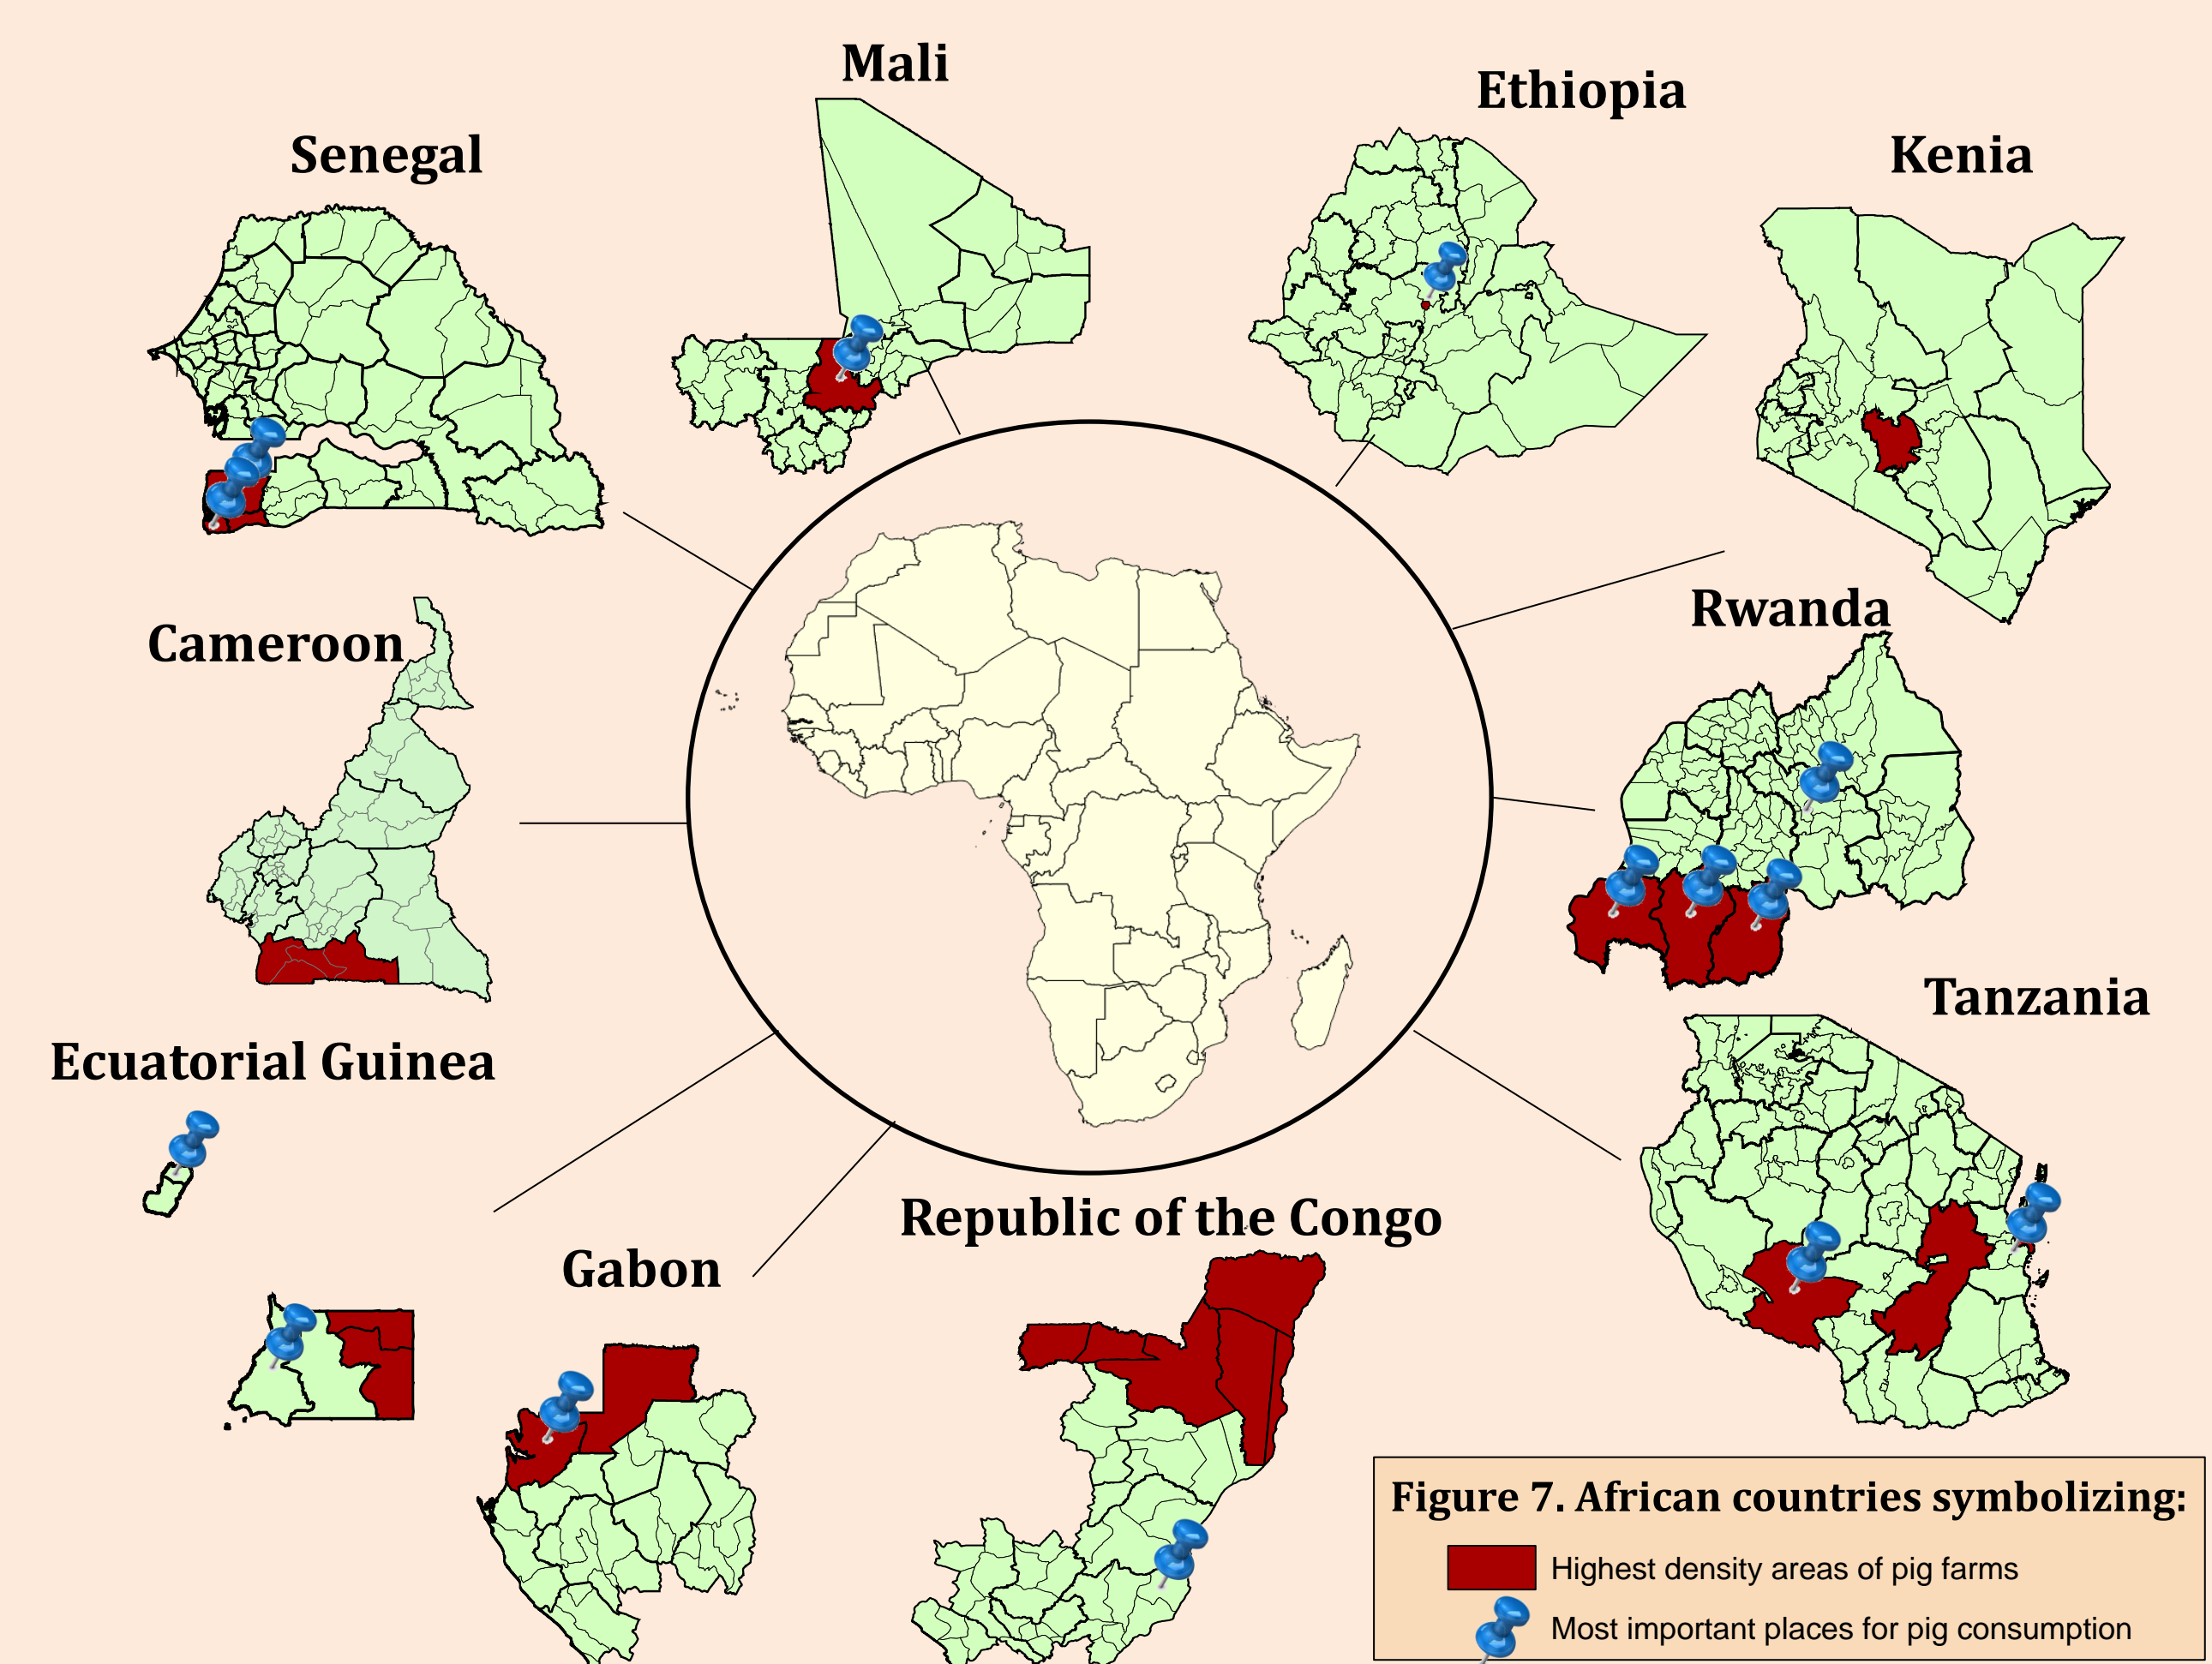 Mali
Ethiopia
Senegal
Kenia
Rwanda
Cameroon
Tanzania
Ecuatorial Guinea
Republic of the Congo
Gabon
Figure 7. African countries symbolizing:
Highest density areas of pig farms
Most important places for pig consumption